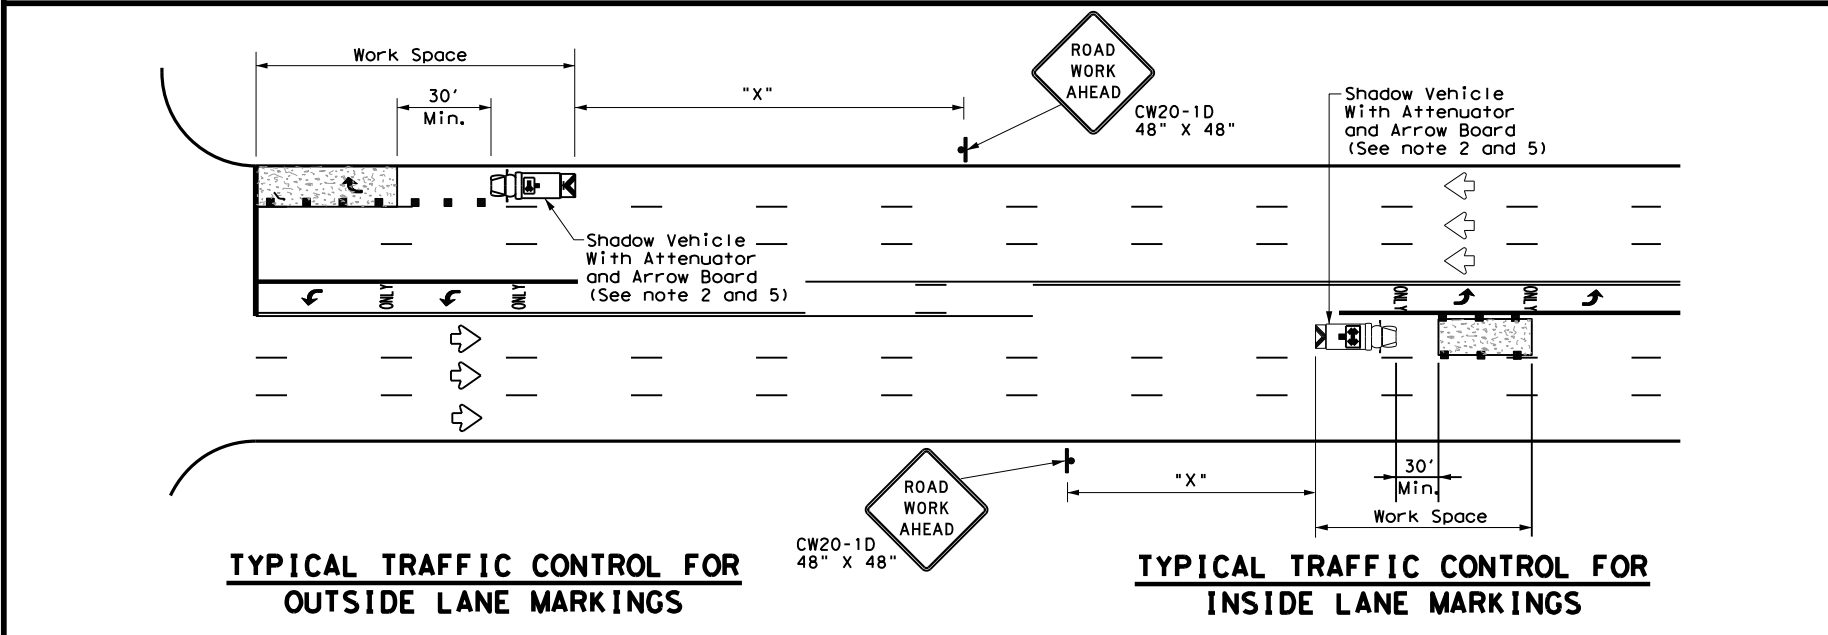 Work Space
30'
Min.
"X"
ROAD
WORK
AHEAD
CW20-1D
48" X 48"
Shadow Vehicle
With Attenuator
and Arrow Board
(See note 2 and 5)
Shadow Vehicle
With Attenuator
and Arrow Board
(See note 2 and 5)
ONLY
ONLY
ONLY
ONLY
ROAD
WORK
AHEAD
CW20-1D
48" X 48"
"X"
30'
Min.
Work Space
TYPICAL TRAFFIC CONTROL FOR
OUTSIDE LANE MARKINGS
TYPICAL TRAFFIC CONTROL FOR
INSIDE LANE MARKINGS